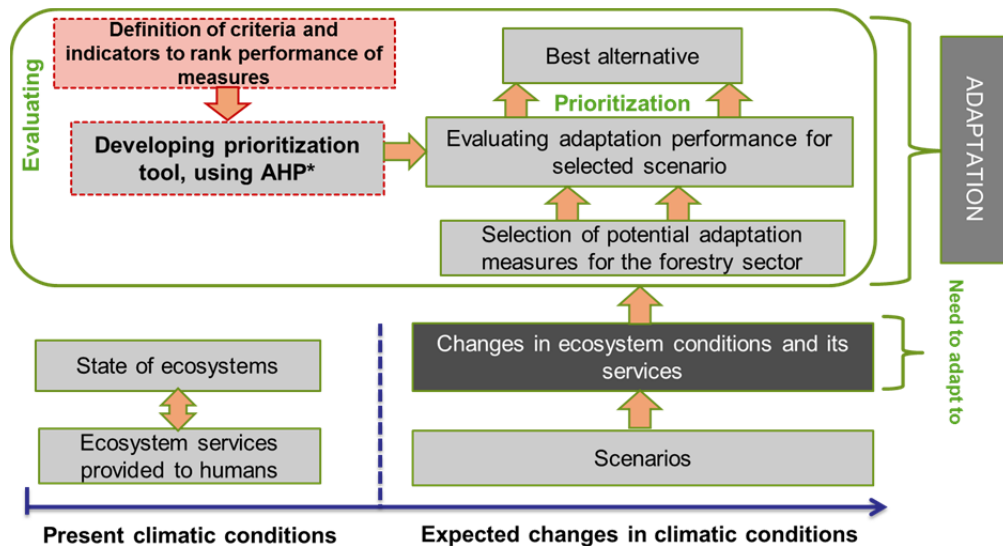 Evaluating
Definition of criteria and
indicators to rank performance of
measures
Developing prioritization
tool, using AHP*
Best alternative
Prioritization
Evaluating adaptation performance for
selected scenario
Selection of potential adaptation
measures for the forestry sector
ADAPTATION
Changes in ecosystem conditions and its
services
Need to adapt to
State of ecosystems
Ecosystem services
provided to humans
Scenarios
Present climatic conditions
Expected changes in climatic conditions